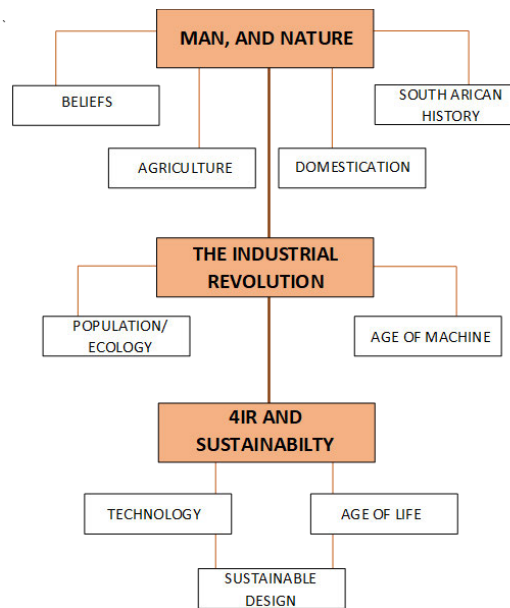 MAN, AND NATURE
BELIEFS
SOUTH ARICAN
HISTORY
AGRICULTURE
DOMESTICATION
THE INDUSTRIAL
REVOLUTION
POPULATION/
ECOLOGY
AGE OF MACHINE
4IR AND
SUSTAINABILTY
TECHNOLOGY
AGE OF LIFE
SUSTAINABLE
DESIGN